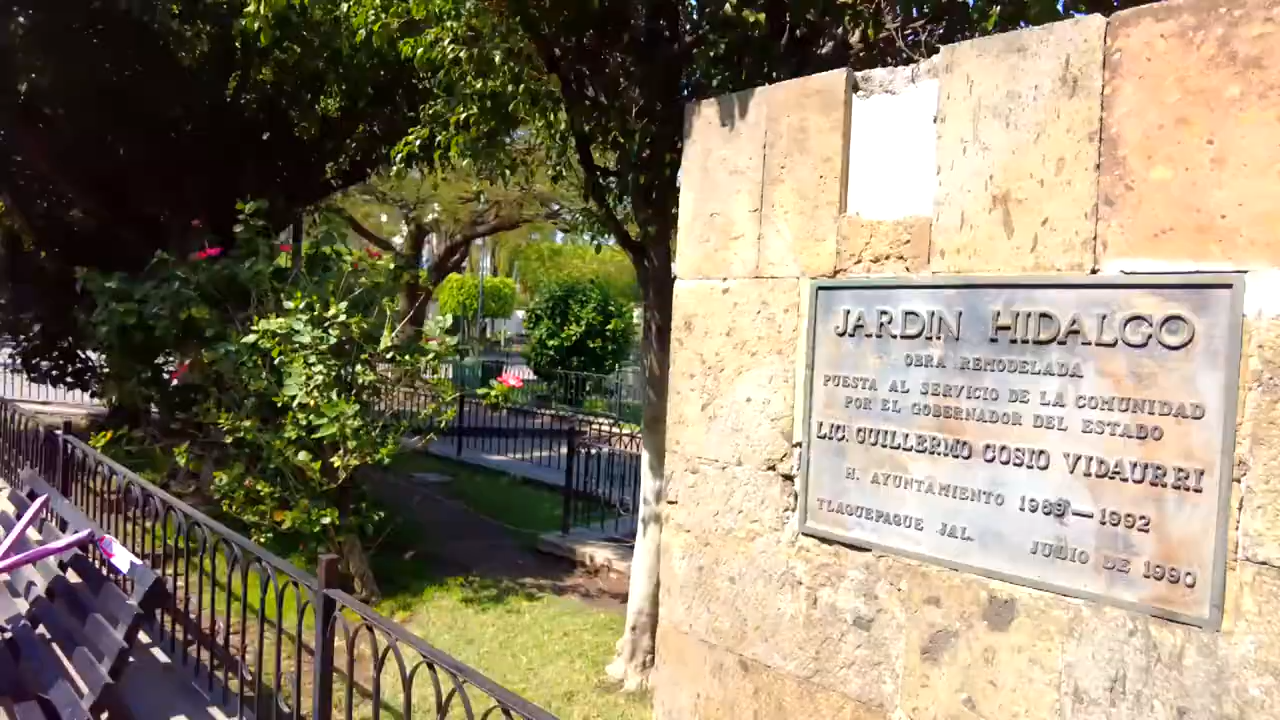 JARDIN HIDALGO
OBRA REMODELADA
PUESTA AL SERVICIO DE LA COMUNIDAD
POR EL GOBERNADOR DEL ESTADO
LIC. GUILLERMO COSIO VIDAURRI
H. AYUNTAMIENTO 1989—1992
TLAQUEPAQUE JAL. JULIO DE 1990